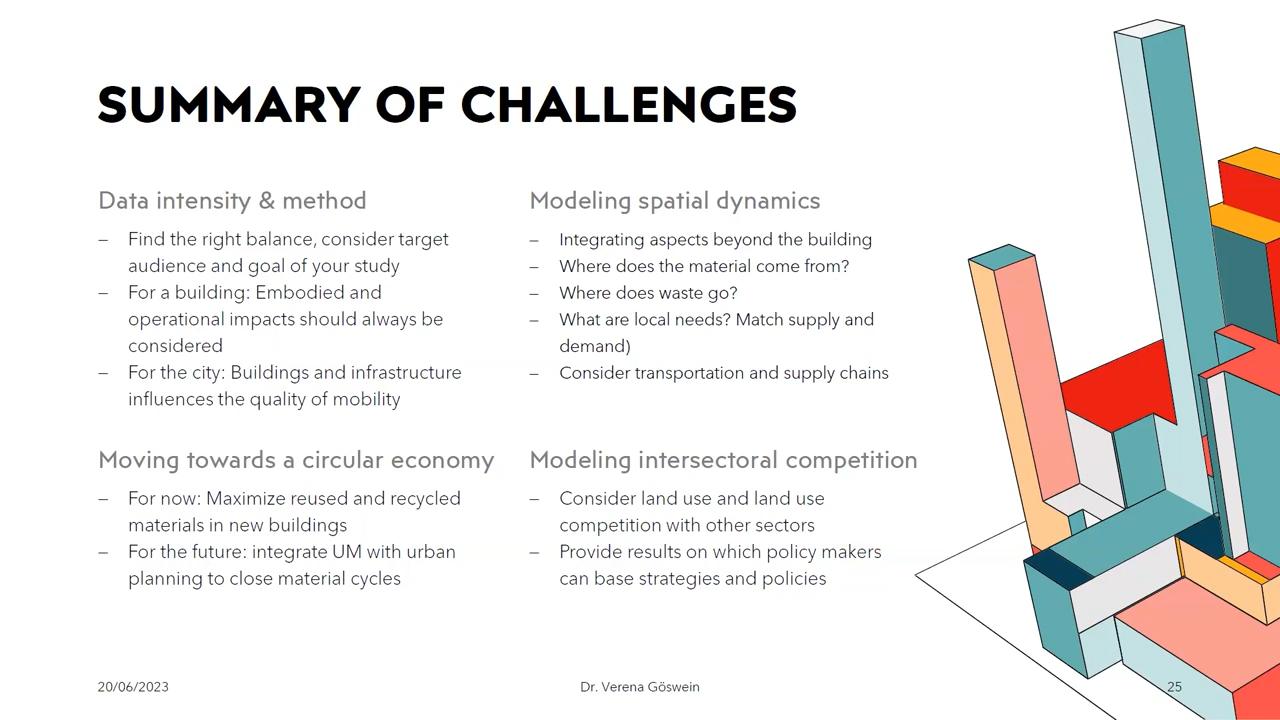 SUMMARY OF CHALLENGES
Data intensity & method
– Find the right balance, consider target
audience and goal of your study
– For a building: Embodied and
operational impacts should always be
considered
– For the city: Buildings and infrastructure
influences the quality of mobility
Modeling spatial dynamics
– Integrating aspects beyond the building
– Where does the material come from?
– Where does waste go?
– What are local needs? Match supply and
demand)
– Consider transportation and supply chains
Moving towards a circular economy
– For now: Maximize reused and recycled
materials in new buildings
– For the future: integrate UM with urban
planning to close material cycles
Modeling intersectoral competition
– Consider land use and land use
competition with other sectors
– Provide results on which policy makers
can base strategies and policies
20/06/2023
Dr. Verena Göswein
25